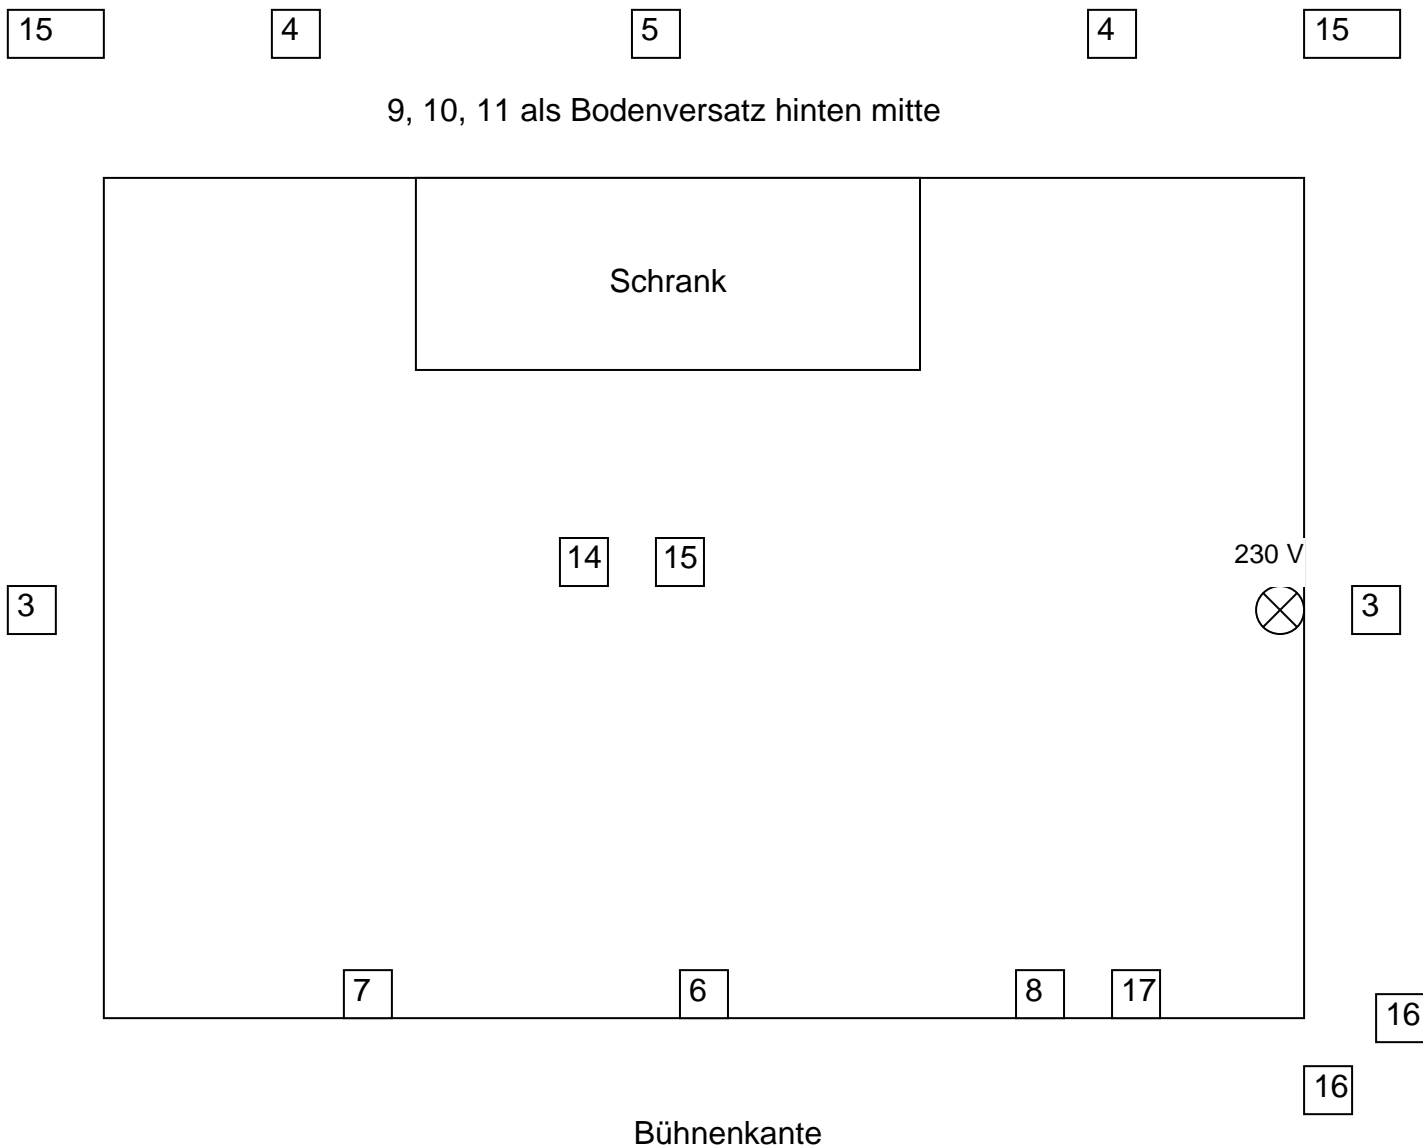 15 4 5 4 15
9, 10, 11 als Bodenversatz hinten mitte
Schrank
14 15
230 V
3 3
7 6 8 17
16
16
Bühnenkante